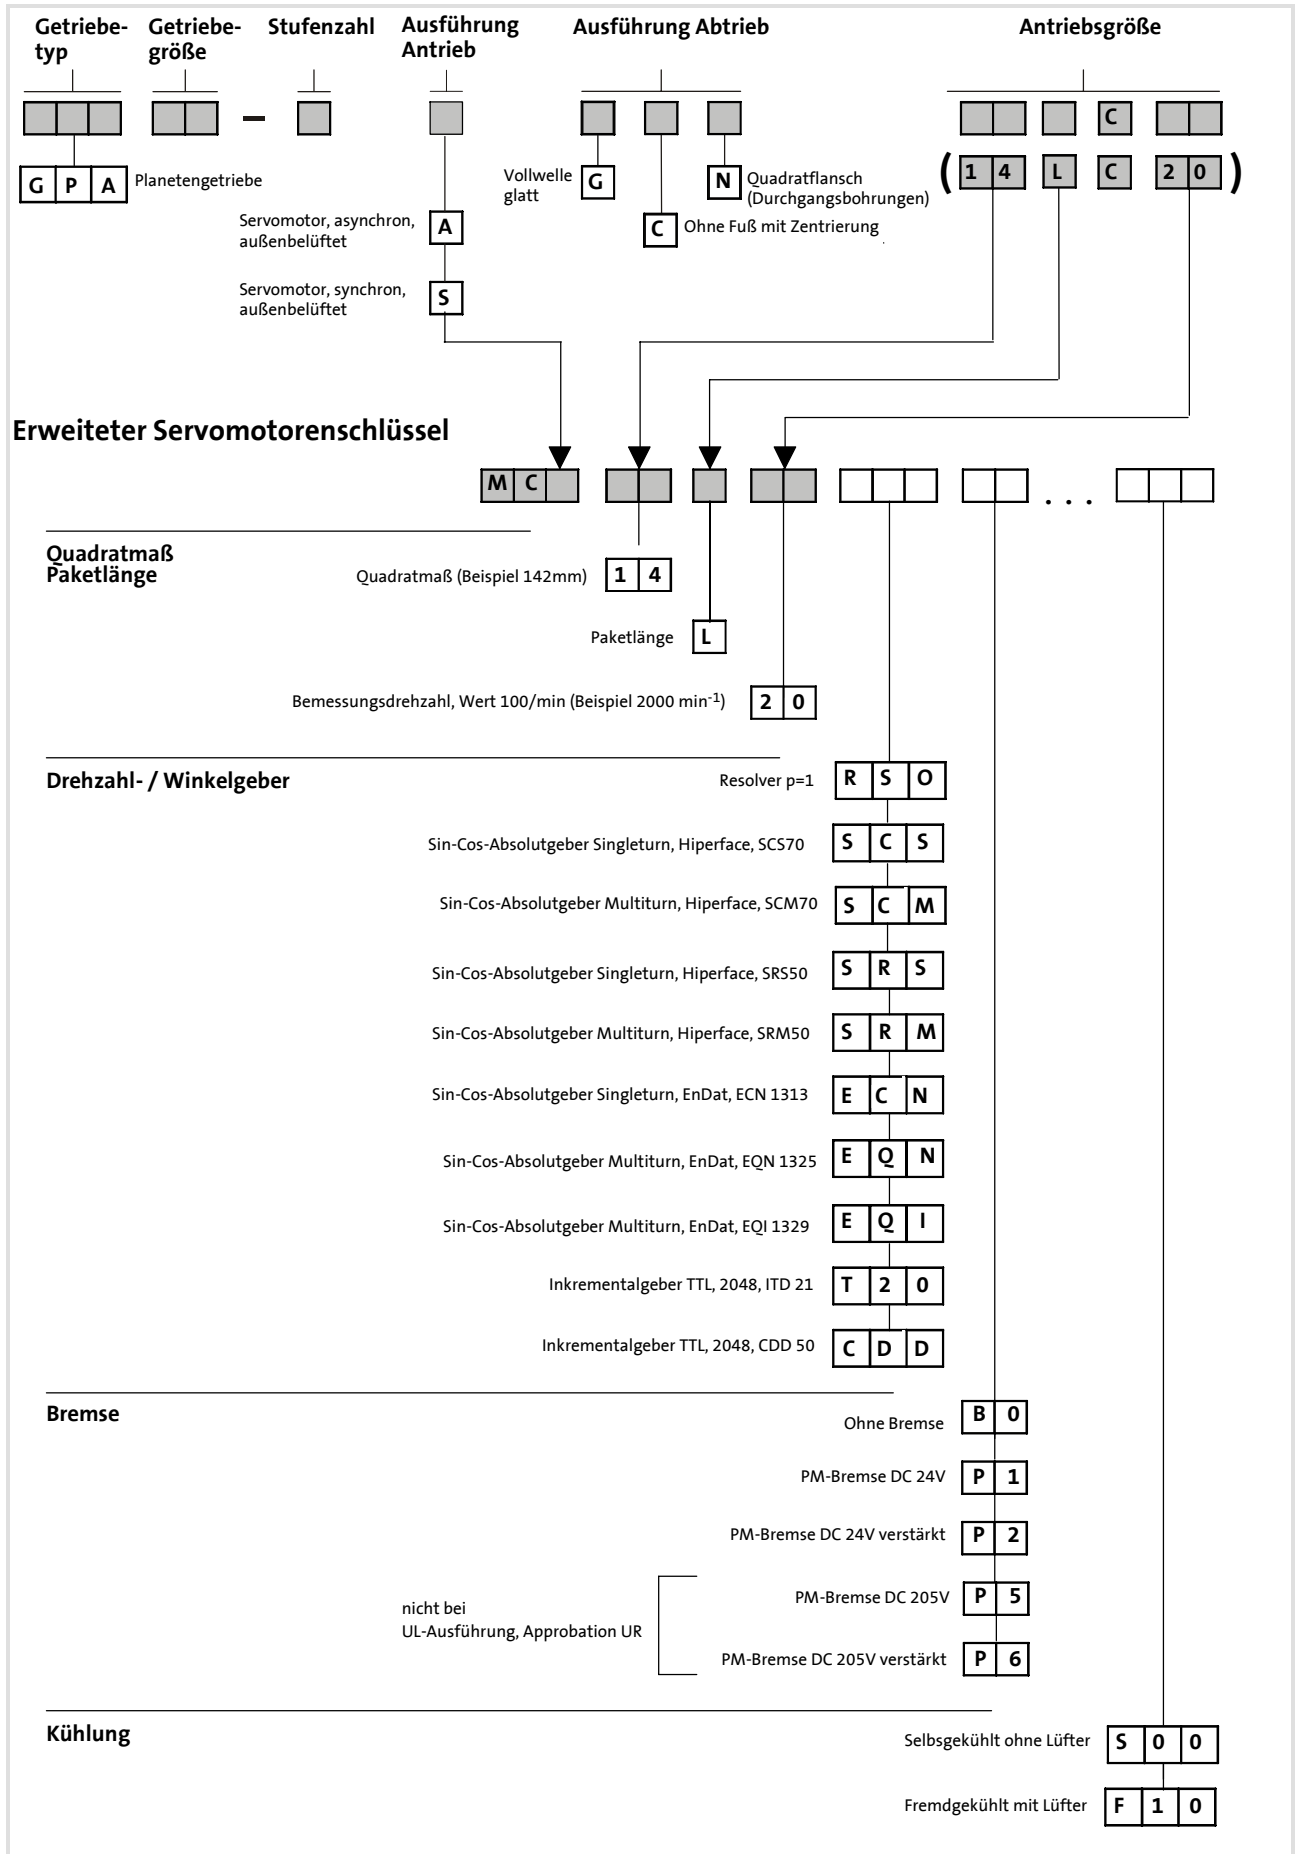 Getriebe-
typ
Getriebe-
größe
Stufenzahl
Ausführung
Antrieb
Ausführung Abtrieb
Antriebsgröße
–
C
G P A
Planetengetriebe
Vollwelle
glatt
G
N
Quadratflansch
(Durchgangsbohrungen)
( 1 4 L C 2 0 )
Servomotor, asynchron,
außenbelüftet
A
C
Ohne Fuß mit Zentrierung
Servomotor, synchron,
außenbelüftet
S
Erweiteter Servomotorenschlüssel
M C
. . .
Quadratmaß
Paketlänge
Quadratmaß (Beispiel 142mm)
1 4
Paketlänge
L
Bemessungsdrehzahl, Wert 100/min (Beispiel 2000 min-1)
2 0
Drehzahl- / Winkelgeber
Resolver p=1
R S O
Sin-Cos-Absolutgeber Singleturn, Hiperface, SCS70
S C S
Sin-Cos-Absolutgeber Multiturn, Hiperface, SCM70
S C M
Sin-Cos-Absolutgeber Singleturn, Hiperface, SRS50
S R S
Sin-Cos-Absolutgeber Multiturn, Hiperface, SRM50
S R M
Sin-Cos-Absolutgeber Singleturn, EnDat, ECN 1313
E C N
Sin-Cos-Absolutgeber Multiturn, EnDat, EQN 1325
E Q N
Sin-Cos-Absolutgeber Multiturn, EnDat, EQI 1329
E Q I
Inkrementalgeber TTL, 2048, ITD 21
T 2 0
Inkrementalgeber TTL, 2048, CDD 50
C D D
Bremse
Ohne Bremse
B 0
PM-Bremse DC 24V
P 1
PM-Bremse DC 24V verstärkt
P 2
nicht bei
UL-Ausführung, Approbation UR
PM-Bremse DC 205V
P 5
PM-Bremse DC 205V verstärkt
P 6
Kühlung
Selbsgekühlt ohne Lüfter
S 0 0
Fremdgekühlt mit Lüfter
F 1 0